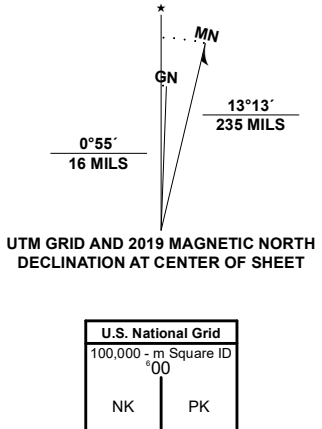 ★
MN
GN
0°55´
16 MILS
13°13´
235 MILS
UTM GRID AND 2019 MAGNETIC NORTH
DECLINATION AT CENTER OF SHEET
U.S. National Grid
100,000 - m Square ID
⁶00
NK PK